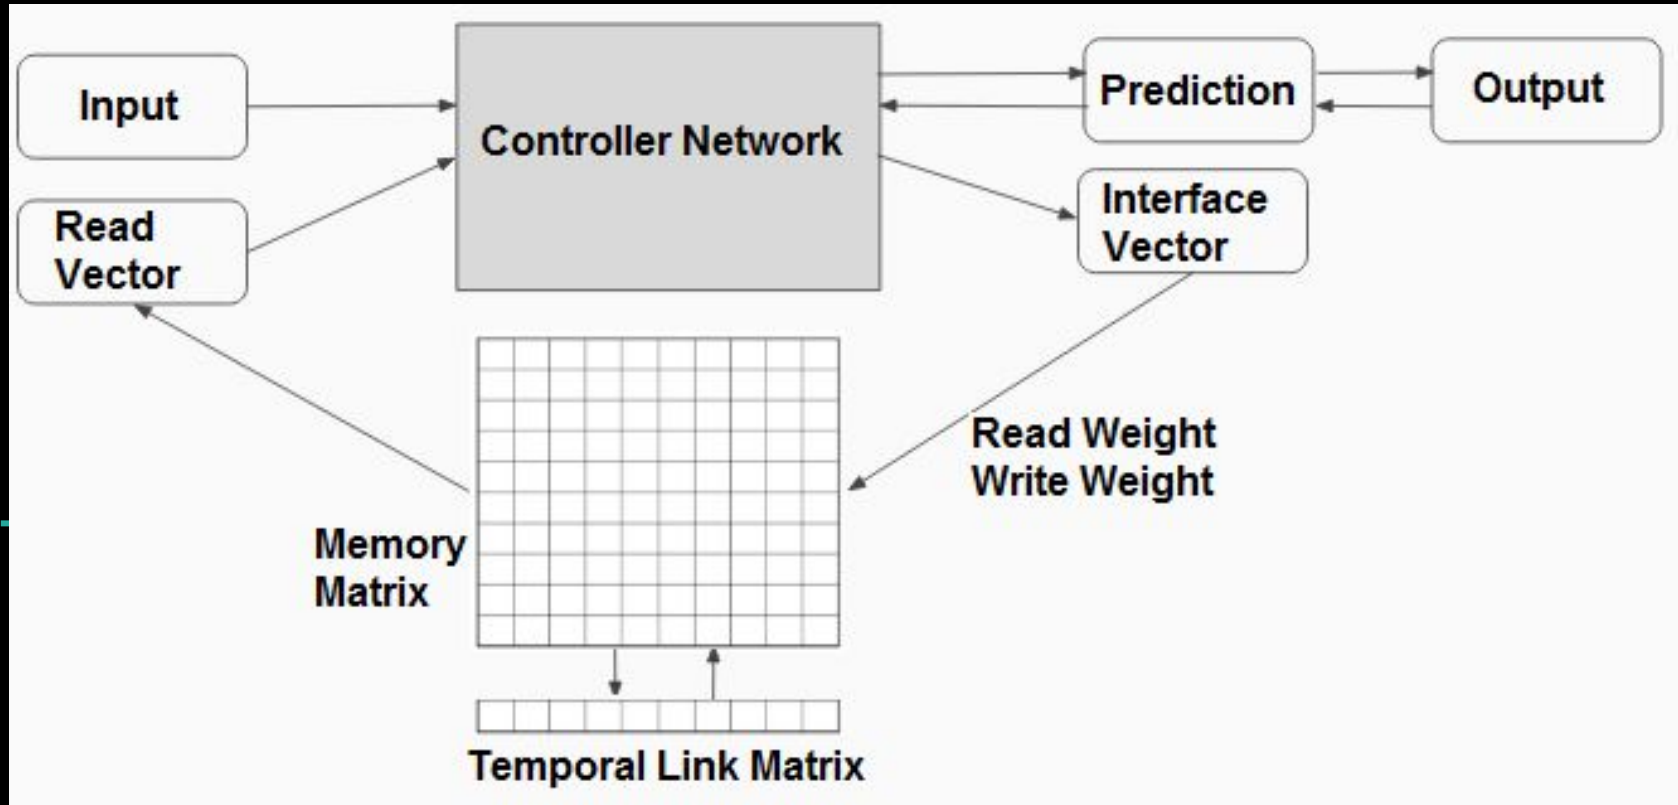 Input
Controller Network
Prediction
Output
Read
Vector
Interface
Vector
Read Weight
Write Weight
Memory
Matrix
Temporal Link Matrix